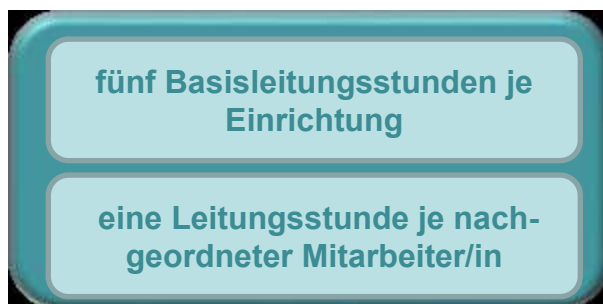 fünf Basisleitungsstunden je
Einrichtung
eine Leitungsstunde je nach-
geordneter Mitarbeiter/in